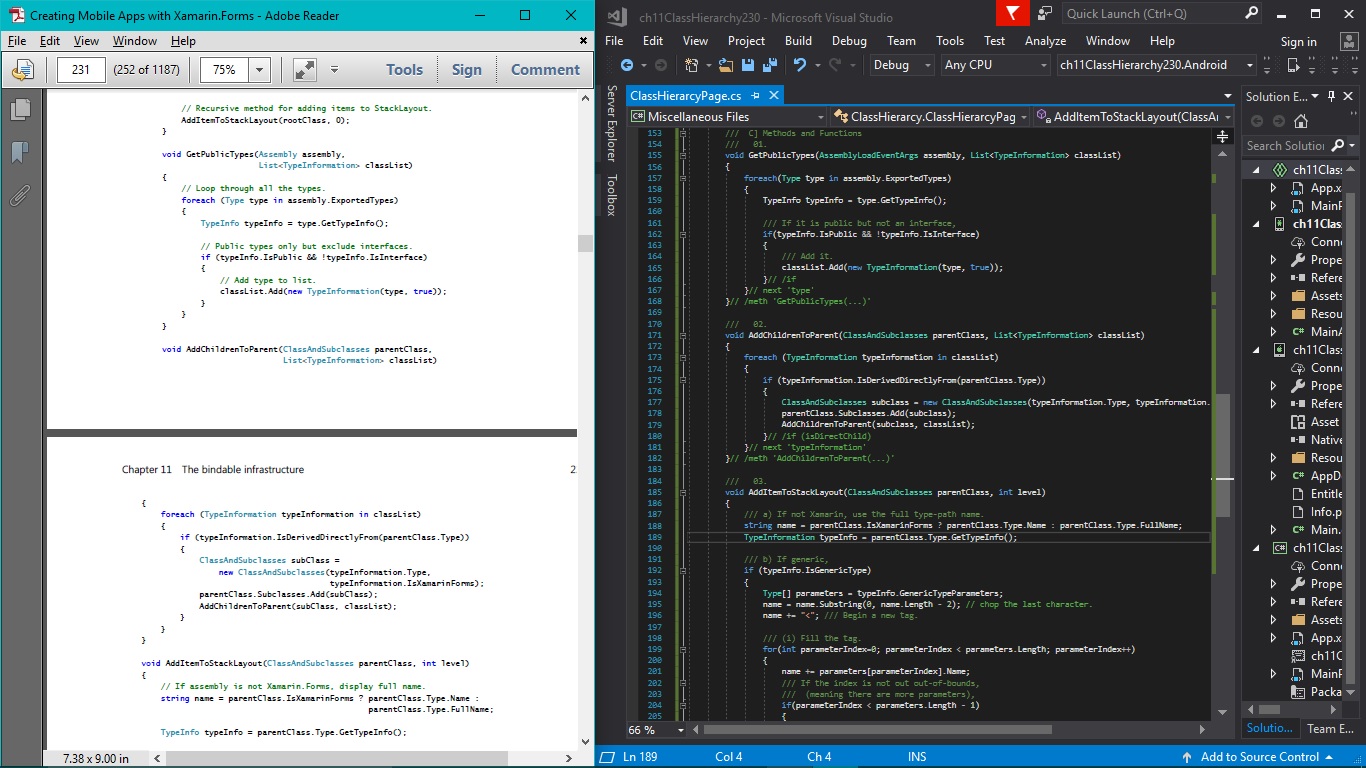 Creating Mobile Apps with Xamarin.Forms - Adobe Reader
File Edit View Window Help
231 (252 of 1187) 75% Tools Sign Comment
// Recursive method for adding items to StackLayout.
AddItemToStackLayout(rootClass, 0);
}
void GetPublicTypes(Assembly assembly,
List<TypeInformation> classList)
{
// Loop through all the types.
foreach (Type type in assembly.ExportedTypes)
{
TypeInfo typeInfo = type.GetTypeInfo();
// Public types only but exclude interfaces.
if (typeInfo.IsPublic && !typeInfo.IsInterface)
{
// Add type to list.
classList.Add(new TypeInformation(type, true));
}
}
}
void AddChildrenToParent(ClassAndSubclasses parentClass,
List<TypeInformation> classList)
Chapter 11 The bindable infrastructure 2
{
foreach (TypeInformation typeInformation in classList)
{
if (typeInformation.IsDerivedDirectlyFrom(parentClass.Type))
{
ClassAndSubclasses subClass =
new ClassAndSubclasses(typeInformation.Type,
typeInformation.IsXamarinForms);
parentClass.Subclasses.Add(subClass);
AddChildrenToParent(subClass, classList);
}
}
}
void AddItemToStackLayout(ClassAndSubclasses parentClass, int level)
{
// If assembly is not Xamarin.Forms, display full name.
string name = parentClass.IsXamarinForms ? parentClass.Type.Name :
parentClass.Type.FullName;
TypeInfo typeInfo = parentClass.Type.GetTypeInfo();
7.38 x 9.00 in
ch11ClassHierarchy230 - Microsoft Visual Studio
Quick Launch (Ctrl+Q)
File Edit View Project Build Debug Team Tools Test Analyze Window Help Sign in
Debug Any CPU ch11ClassHierarchy230.Android
Server Explorer
Toolbox
ClassHierarcyPage.cs
Miscellaneous Files ClassHierarcy.ClassHierarcyPag AddItemToStackLayout(ClassAr
153 /// C] Methods and Functions
154 /// 01.
155 void GetPublicTypes(AssemblyLoadEventArgs assembly, List<TypeInformation> classList)
156 {
157 foreach(Type type in assembly.ExportedTypes)
158 {
159 TypeInfo typeInfo = type.GetTypeInfo();
160
161 /// If it is public but not an interface,
162 if(typeInfo.IsPublic && !typeInfo.IsInterface)
163 {
164 /// Add it.
165 classList.Add(new TypeInformation(type, true));
166 }// /if
167 }// next 'type'
168 }// /meth 'GetPublicTypes(...)'
169
170 /// 02.
171 void AddChildrenToParent(ClassAndSubclasses parentClass, List<TypeInformation> classList)
172 {
173 foreach (TypeInformation typeInformation in classList)
174 {
175 if (typeInformation.IsDerivedDirectlyFrom(parentClass.Type))
176 {
177 ClassAndSubclasses subclass = new ClassAndSubclasses(typeInformation.Type, typeInformation.
178 parentClass.Subclasses.Add(subclass);
179 AddChildrenToParent(subclass, classList);
180 }// /if (isDirectChild)
181 }// next 'typeInformation'
182 }// /meth 'AddChildrenToParent(...)'
183
184 /// 03.
185 void AddItemToStackLayout(ClassAndSubclasses parentClass, int level)
186 {
187 /// a) If not Xamarin, use the full type-path name.
188 string name = parentClass.IsXamarinForms ? parentClass.Type.Name : parentClass.Type.FullName;
189 TypeInformation typeInfo = parentClass.Type.GetTypeInfo();
190
191 /// b) If generic,
192 if (typeInfo.IsGenericType)
193 {
194 Type[] parameters = typeInfo.GenericTypeParameters;
195 name = name.Substring(0, name.Length - 2); // chop the last character.
196 name += "<"; /// Begin a new tag.
197
198 /// (i) Fill the tag.
199 for(int parameterIndex=0; parameterIndex < parameters.Length; parameterIndex++)
200 {
201 name += parameters[parameterIndex].Name;
202 /// If the index is not out out-of-bounds,
203 /// (meaning there are more parameters),
204 if(parameterIndex < parameters.Length - 1)
205 {
66 %
Solution E...
Search Solutio
ch11Class
App.x
MainF
ch11Class
Conne
Prope
Refere
Assets
Resou
MainA
ch11Class
Conne
Prope
Refere
Asset
Native
Resou
AppD
Entitle
Info.p
Main.
ch11Class
Prope
Refere
Assets
App.xa
ch11C
MainP
Packa
Solutio... Team E...
Ln 189 Col 4 Ch 4 INS Add to Source Control